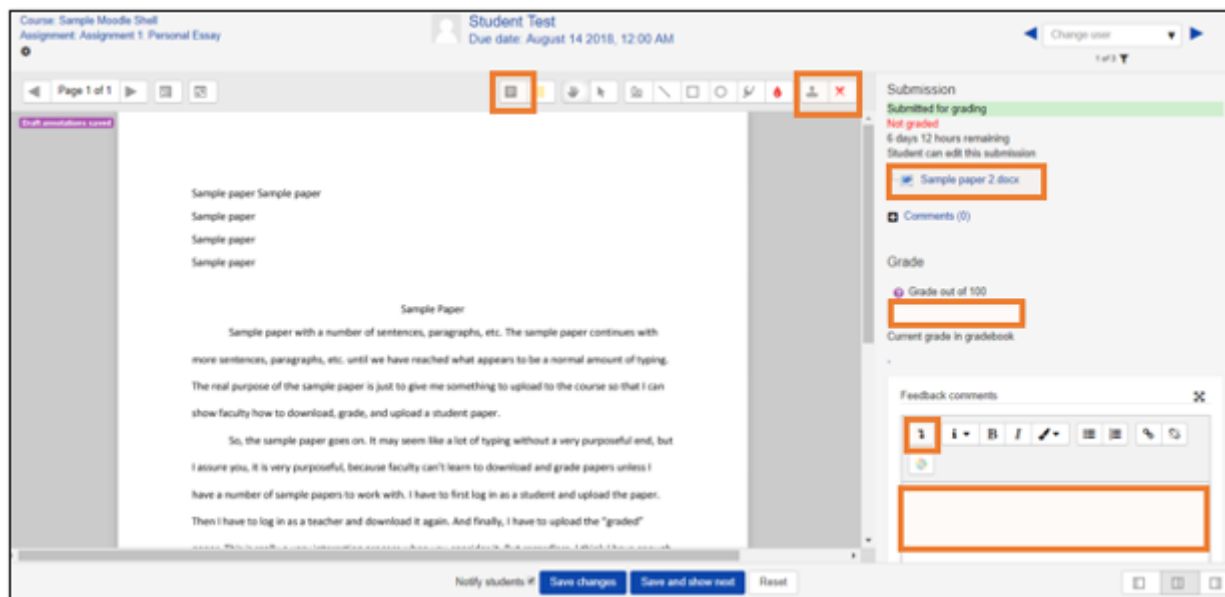 Course: Sample Moodle Shell
Assignment: Assignment 1: Personal Essay
Student Test
Due date: August 14 2018, 12:00 AM
Change user
1 of 3
Page 1 of 1
Draft annotations saved
Sample paper Sample paper
Sample paper
Sample paper
Sample paper
Sample Paper
Sample paper with a number of sentences, paragraphs, etc. The sample paper continues with
more sentences, paragraphs, etc. until we have reached what appears to be a normal amount of typing.
The real purpose of the sample paper is just to give me something to upload to the course so that I can
show faculty how to download, grade, and upload a student paper.
So, the sample paper goes on. It may seem like a lot of typing without a very purposeful end, but
I assure you, it is very purposeful, because faculty can't learn to download and grade papers unless I
have a number of sample papers to work with. I have to first log in as a student and upload the paper.
Then I have to log in as a teacher and download it again. And finally, I have to upload the "graded"
Submission
Submitted for grading
Not graded
6 days 12 hours remaining
Student can edit this submission
Sample paper 2.docx
Comments (0)
Grade
Grade out of 100
Current grade in gradebook
-
Feedback comments
B I
Notify students
Save changes
Save and show next
Reset